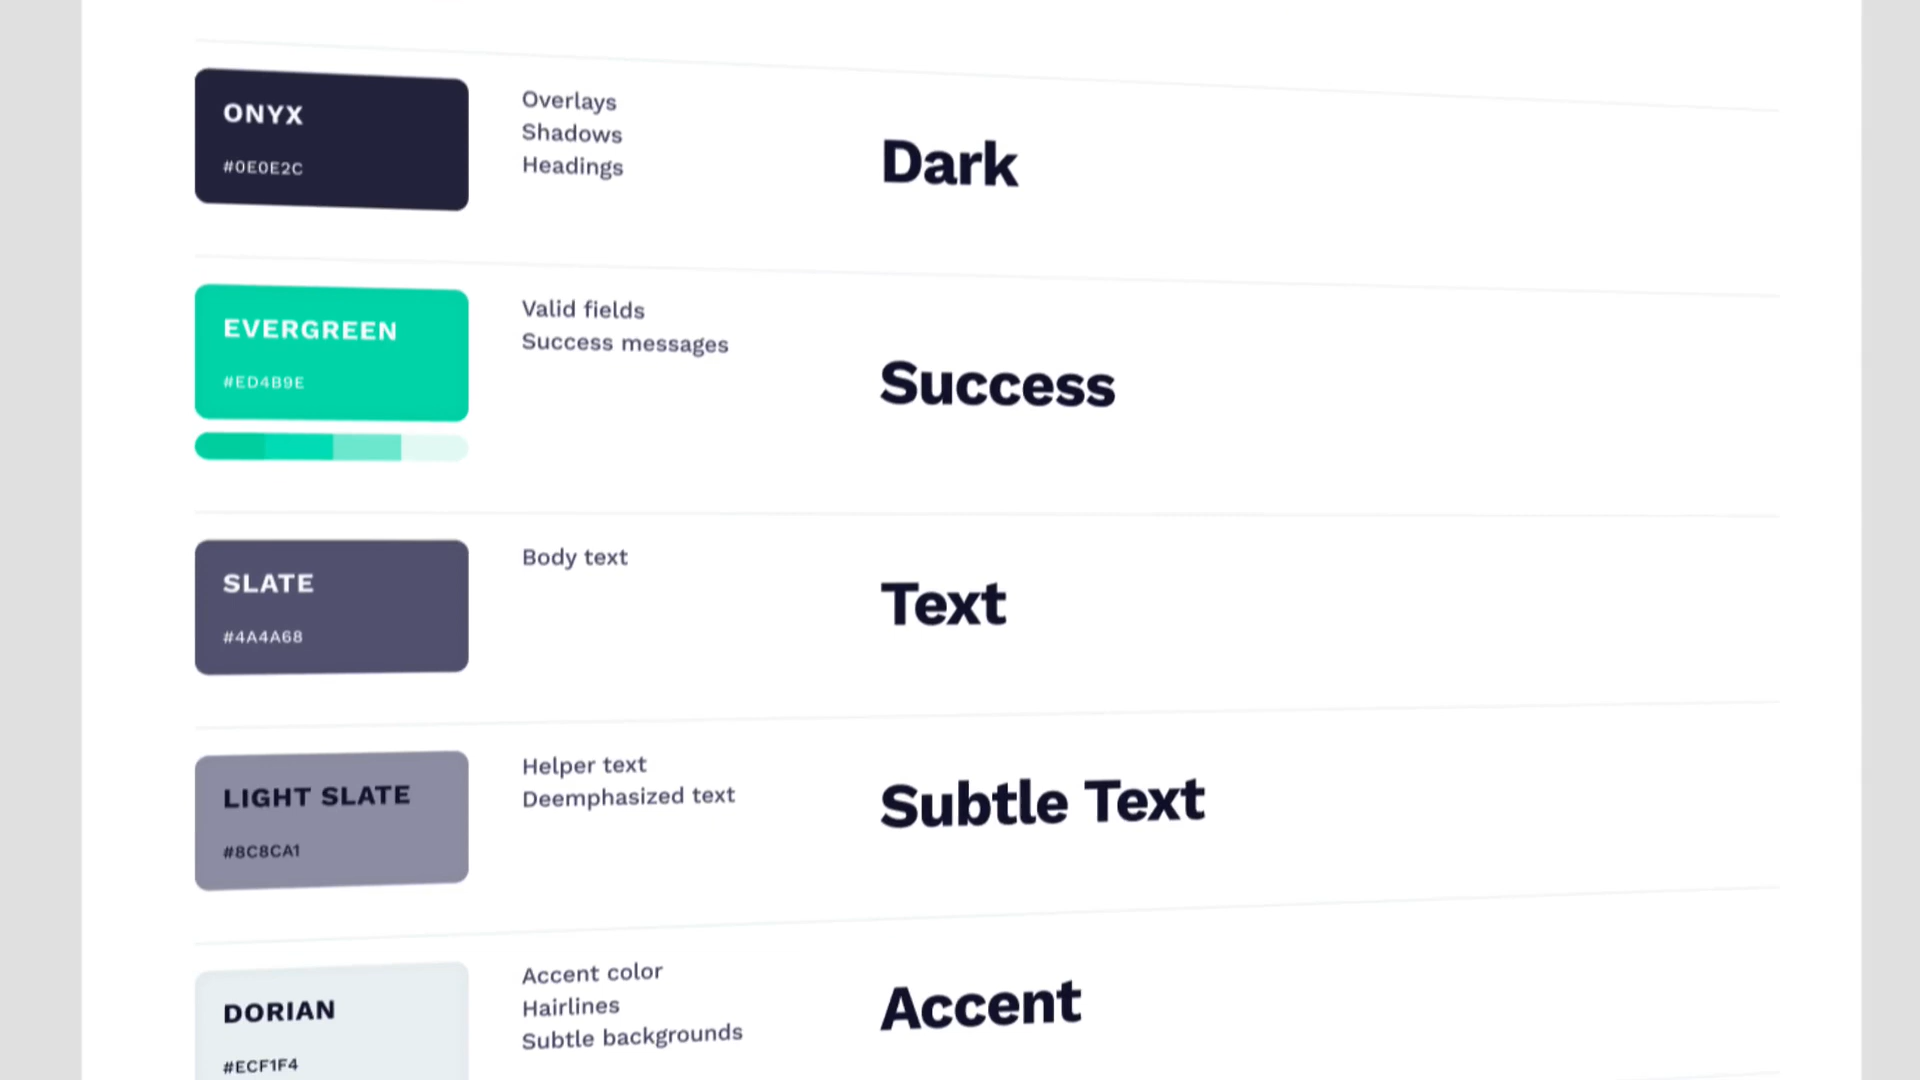 ONYX
#0E0E2C
Overlays
Shadows
Headings
Dark
EVERGREEN
#ED4B9E
Valid fields
Success messages
Success
SLATE
#4A4A68
Body text
Text
LIGHT SLATE
#8C8CA1
Helper text
Deemphasized text
Subtle Text
DORIAN
#ECF1F4
Accent color
Hairlines
Subtle backgrounds
Accent